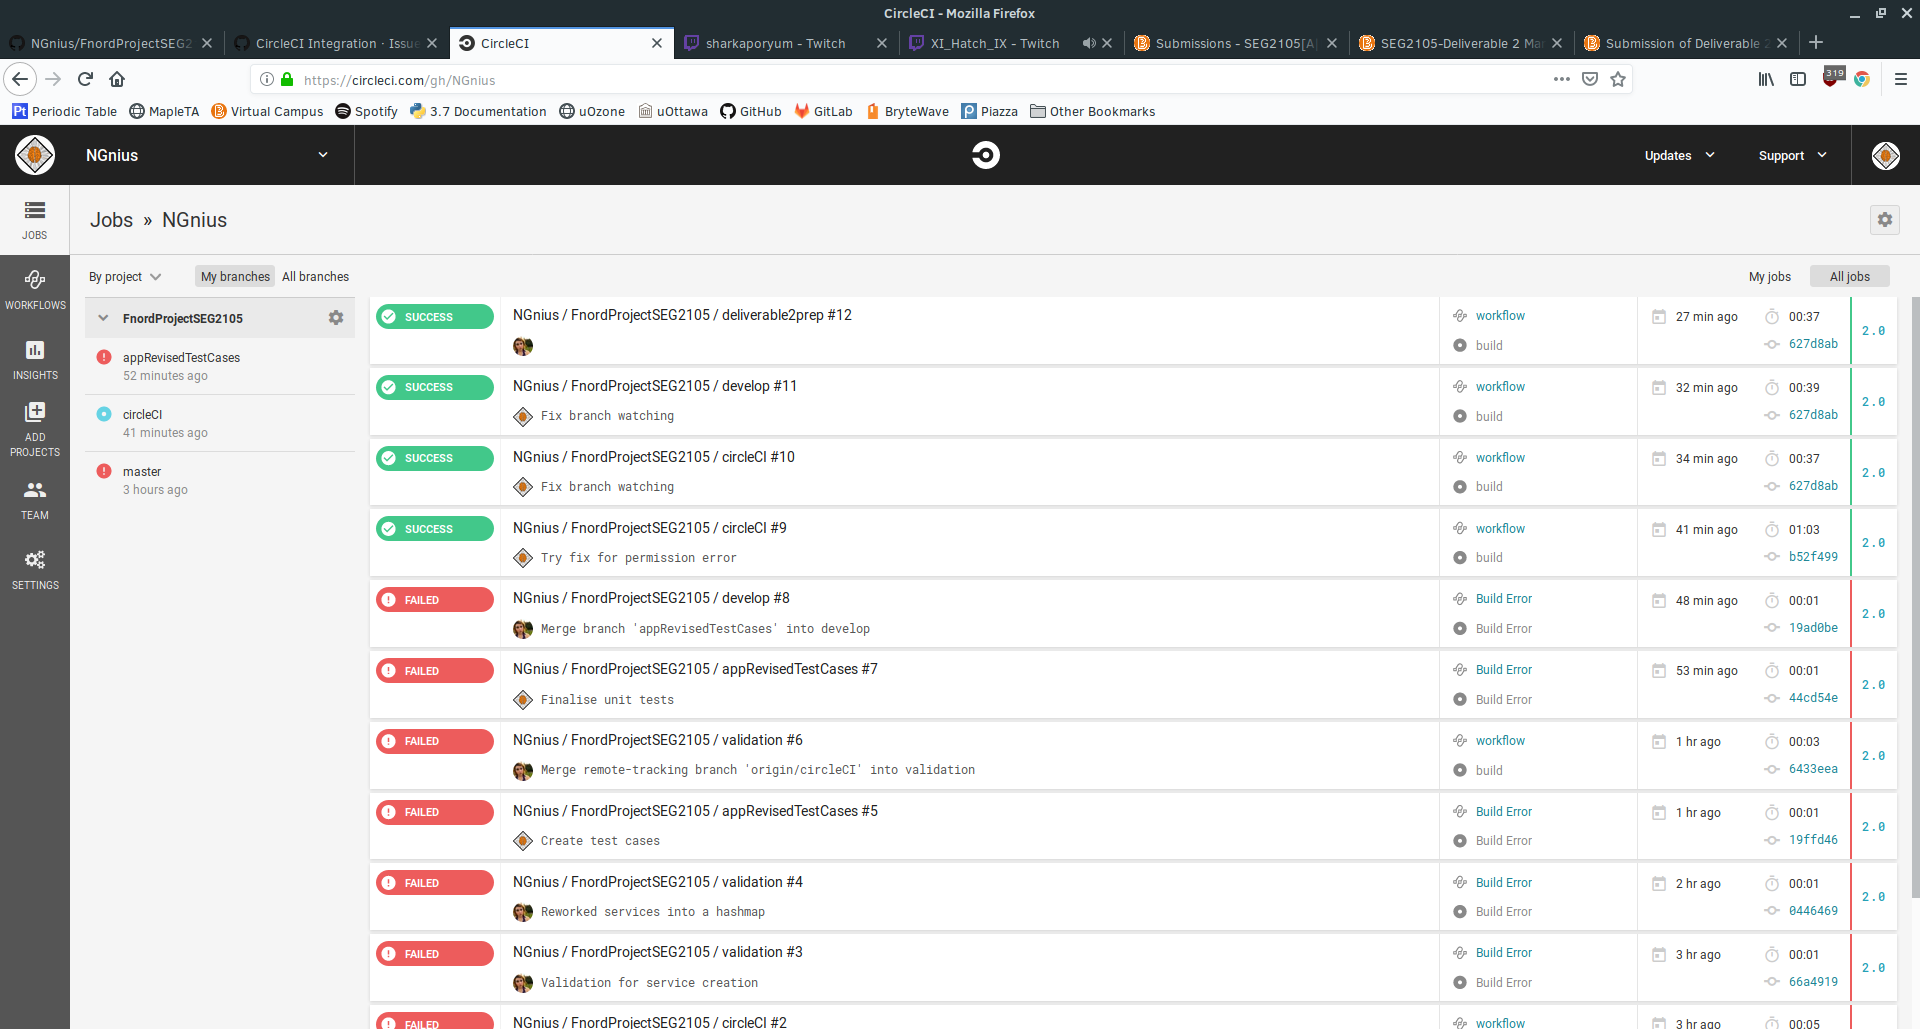 CircleCI - Mozilla Firefox
NGnius/FnordProjectSEG2
CircleCI Integration · Issue
CircleCI
sharkaporyum - Twitch
XI_Hatch_IX - Twitch
Submissions - SEG2105[A]
SEG2105-Deliverable 2 Mar
Submission of Deliverable 2
https://circleci.com/gh/NGnius
319
Pt Periodic Table
MapleTA
Virtual Campus
Spotify
3.7 Documentation
uOzone
uOttawa
GitHub
GitLab
BryteWave
Piazza
Other Bookmarks
NGnius
Updates
Support
JOBS
WORKFLOWS
INSIGHTS
ADD
PROJECTS
TEAM
SETTINGS
Jobs » NGnius
By project
My branches
All branches
My jobs
All jobs
FnordProjectSEG2105
appRevisedTestCases
52 minutes ago
circleCI
41 minutes ago
master
3 hours ago
SUCCESS NGnius / FnordProjectSEG2105 / deliverable2prep #12 workflow 27 min ago 00:37 2.0
build 627d8ab
SUCCESS NGnius / FnordProjectSEG2105 / develop #11 workflow 32 min ago 00:39 2.0
Fix branch watching build 627d8ab
SUCCESS NGnius / FnordProjectSEG2105 / circleCI #10 workflow 34 min ago 00:37 2.0
Fix branch watching build 627d8ab
SUCCESS NGnius / FnordProjectSEG2105 / circleCI #9 workflow 41 min ago 01:03 2.0
Try fix for permission error build b52f499
FAILED NGnius / FnordProjectSEG2105 / develop #8 Build Error 48 min ago 00:01 2.0
Merge branch 'appRevisedTestCases' into develop Build Error 19ad0be
FAILED NGnius / FnordProjectSEG2105 / appRevisedTestCases #7 Build Error 53 min ago 00:01 2.0
Finalise unit tests Build Error 44cd54e
FAILED NGnius / FnordProjectSEG2105 / validation #6 workflow 1 hr ago 00:03 2.0
Merge remote-tracking branch 'origin/circleCI' into validation build 6433eea
FAILED NGnius / FnordProjectSEG2105 / appRevisedTestCases #5 Build Error 1 hr ago 00:01 2.0
Create test cases Build Error 19ffd46
FAILED NGnius / FnordProjectSEG2105 / validation #4 Build Error 2 hr ago 00:01 2.0
Reworked services into a hashmap Build Error 0446469
FAILED NGnius / FnordProjectSEG2105 / validation #3 Build Error 3 hr ago 00:01 2.0
Validation for service creation Build Error 66a4919
FAILED NGnius / FnordProjectSEG2105 / circleCI #2 workflow 3 hr ago 00:05